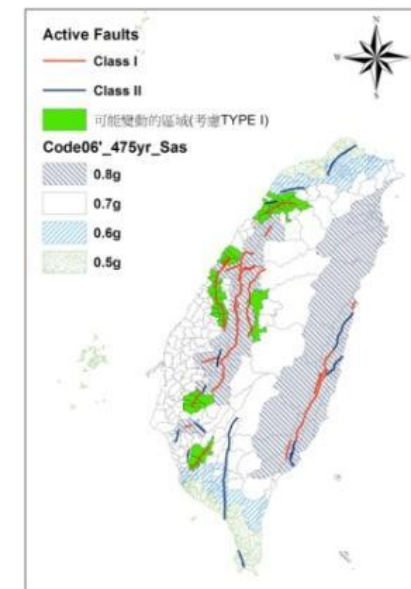 Active Faults
Class I
Class II
可能變動的區域(考慮TYPE I)
Code06'_475yr_Sas
0.8g
0.7g
0.6g
0.5g
N
W
E
S